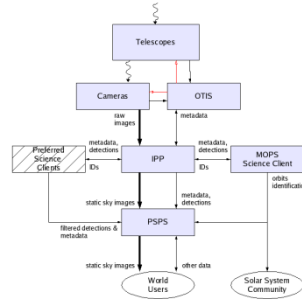 Telescopes
Cameras
OTIS
raw
images
metadata
Preferred
Science
Clients
metadata,
detections
IDs
IPP
metadata,
detections
IDs
MOPS
Science Client
orbits
identification
static sky images
metadata,
detections
filtered detections &
metadata
PSPS
static sky images
other data
World
Users
Solar System
Community